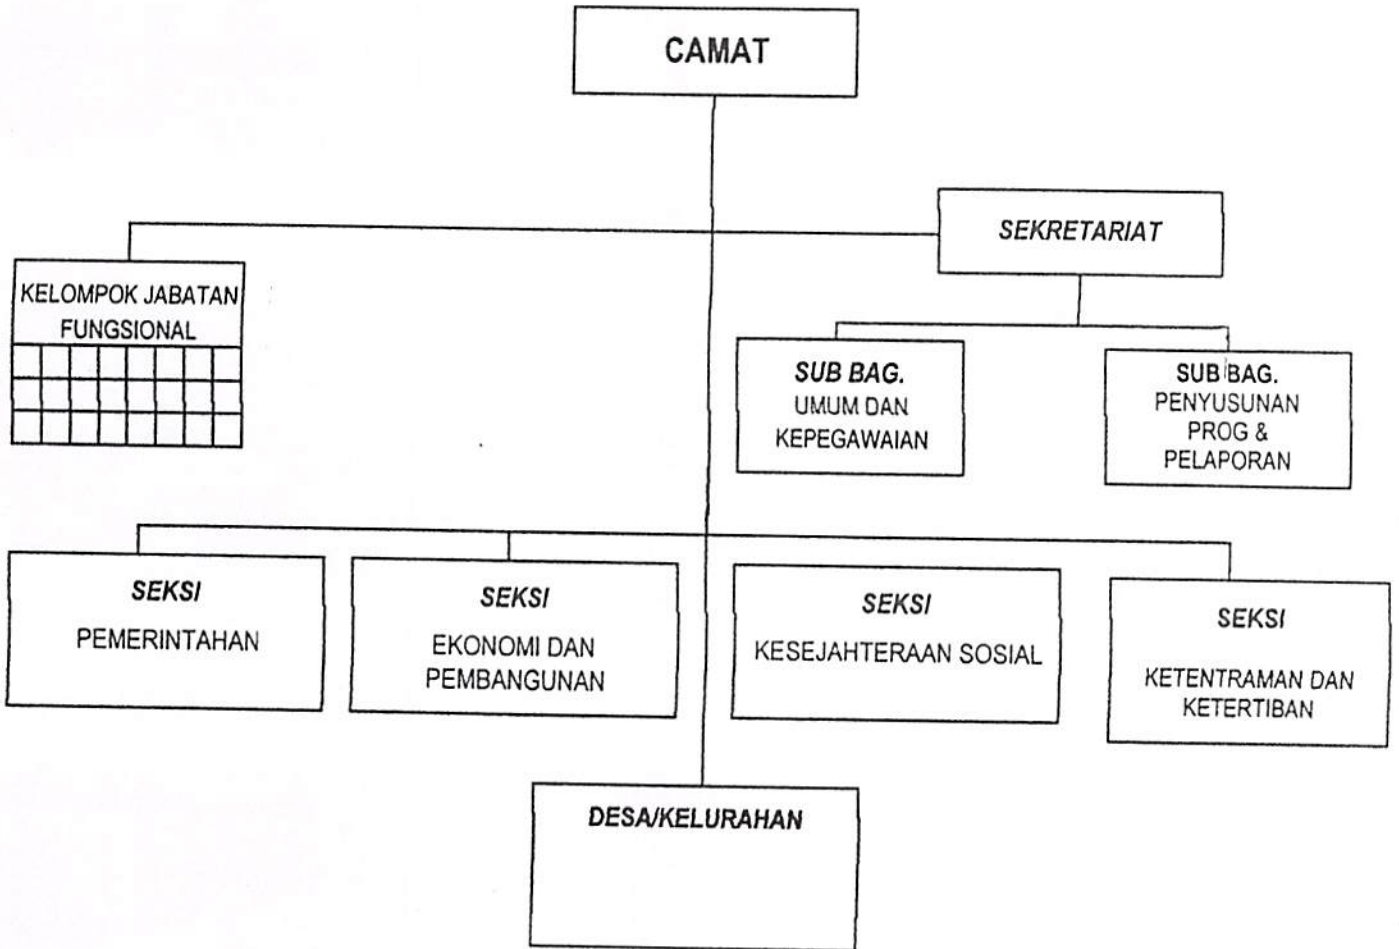 CAMAT
SEKRETARIAT
KELOMPOK JABATAN
FUNGSIONAL
SUB BAG.
UMUM DAN
KEPEGAWAIAN
SUB BAG.
PENYUSUNAN
PROG &
PELAPORAN
SEKSI
PEMERINTAHAN
SEKSI
EKONOMI DAN
PEMBANGUNAN
SEKSI
KESEJAHTERAAN SOSIAL
SEKSI
KETENTRAMAN DAN
KETERTIBAN
DESA/KELURAHAN